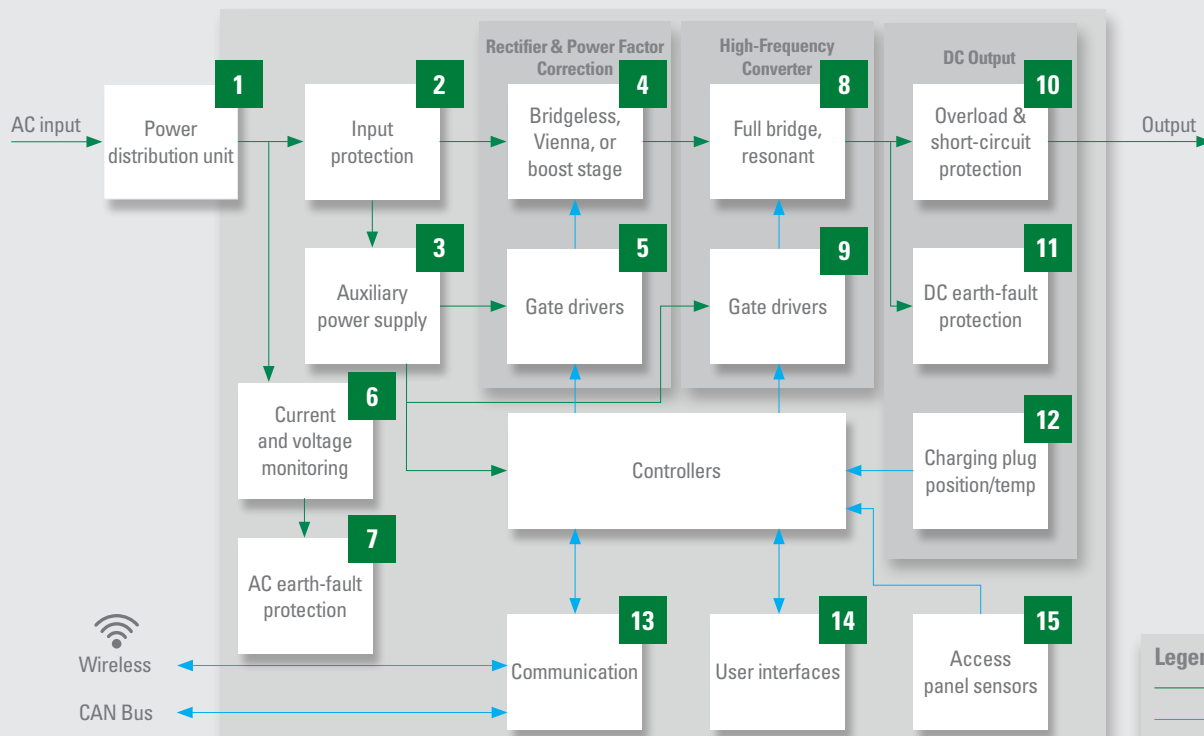 Rectifier & Power Factor
Correction
High-Frequency
Converter
DC Output
1
2
4
8
10
AC input
Power
distribution unit
Input
protection
Bridgeless,
Vienna, or
boost stage
Full bridge,
resonant
Overload &
short-circuit
protection
Output
3
5
9
11
Auxiliary
power supply
Gate drivers
Gate drivers
DC earth-fault
protection
6
Current
and voltage
monitoring
Controllers
12
Charging plug
position/temp
7
AC earth-fault
protection
13
14
15
Wireless
Communication
User interfaces
Access
panel sensors
CAN Bus